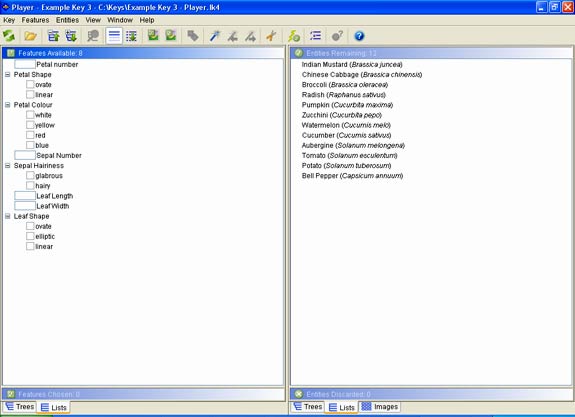 Player - Example Key 3 - C:\Keys\Example Key 3 - Player.lk4
Key Features Entities View Window Help
Features Available: 8
Petal number
Petal Shape
ovate
linear
Petal Colour
white
yellow
red
blue
Sepal Number
Sepal Hairiness
glabrous
hairy
Leaf Length
Leaf Width
Leaf Shape
ovate
elliptic
linear
Features Chosen: 0
Trees Lists
Entities Remaining: 12
Indian Mustard (Brassica juncea)
Chinese Cabbage (Brassica chinensis)
Broccoli (Brassica oleracea)
Radish (Raphanus sativus)
Pumpkin (Cucurbita maxima)
Zucchini (Cucurbita pepo)
Watermelon (Cucumis melo)
Cucumber (Cucumis sativus)
Aubergine (Solanum melongena)
Tomato (Solanum esculentum)
Potato (Solanum tuberosum)
Bell Pepper (Capsicum annuum)
Entities Discarded: 0
Trees Lists Images